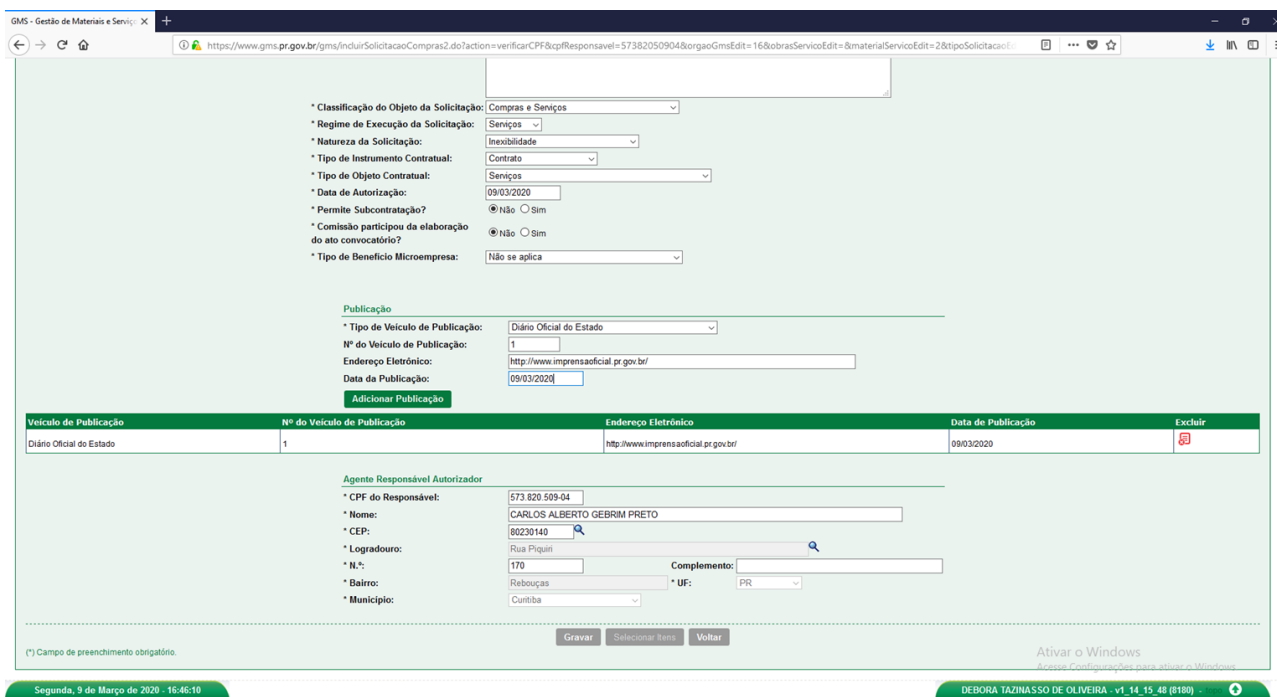 GMS - Gestão de Materiais e Serviço
https://www.gms.pr.gov.br/gms/incluirSolicitacaoCompras2.do?action=verificarCPF&cpfResponsavel=57382050904&orgaoGmsEdit=16&obrasServicoEdit=&materialServicoEdit=2&tipoSolicitacaoEd
* Classificação do Objeto da Solicitação: Compras e Serviços
* Regime de Execução da Solicitação: Serviços
* Natureza da Solicitação: Inexibilidade
* Tipo de Instrumento Contratual: Contrato
* Tipo de Objeto Contratual: Serviços
* Data de Autorização: 09/03/2020
* Permite Subcontratação? Não Sim
* Comissão participou da elaboração
do ato convocatório? Não Sim
* Tipo de Beneficio Microempresa: Não se aplica
Publicação
* Tipo de Veículo de Publicação: Diário Oficial do Estado
Nº do Veículo de Publicação: 1
Endereço Eletrônico: http://www.imprensaoficial.pr.gov.br/
Data da Publicação: 09/03/2020
Adicionar Publicação
Veículo de Publicação Nº do Veículo de Publicação Endereço Eletrônico Data de Publicação Excluir
Diário Oficial do Estado 1 http://www.imprensaoficial.pr.gov.br/ 09/03/2020
Agente Responsável Autorizador
* CPF do Responsável: 573.820.509-04
* Nome: CARLOS ALBERTO GEBRIM PRETO
* CEP: 80230140
* Logradouro: Rua Piquiri
* N.º: 170 Complemento:
* Bairro: Rebouças * UF: PR
* Município: Curitiba
Gravar Selecionar Itens Voltar
(*) Campo de preenchimento obrigatório.
Ativar o Windows
Acesse Configurações para ativar o Windows.
Segunda, 9 de Março de 2020 - 16:46:10 DEBORA TAZINASSO DE OLIVEIRA - v1_14_15_48 (8180) -